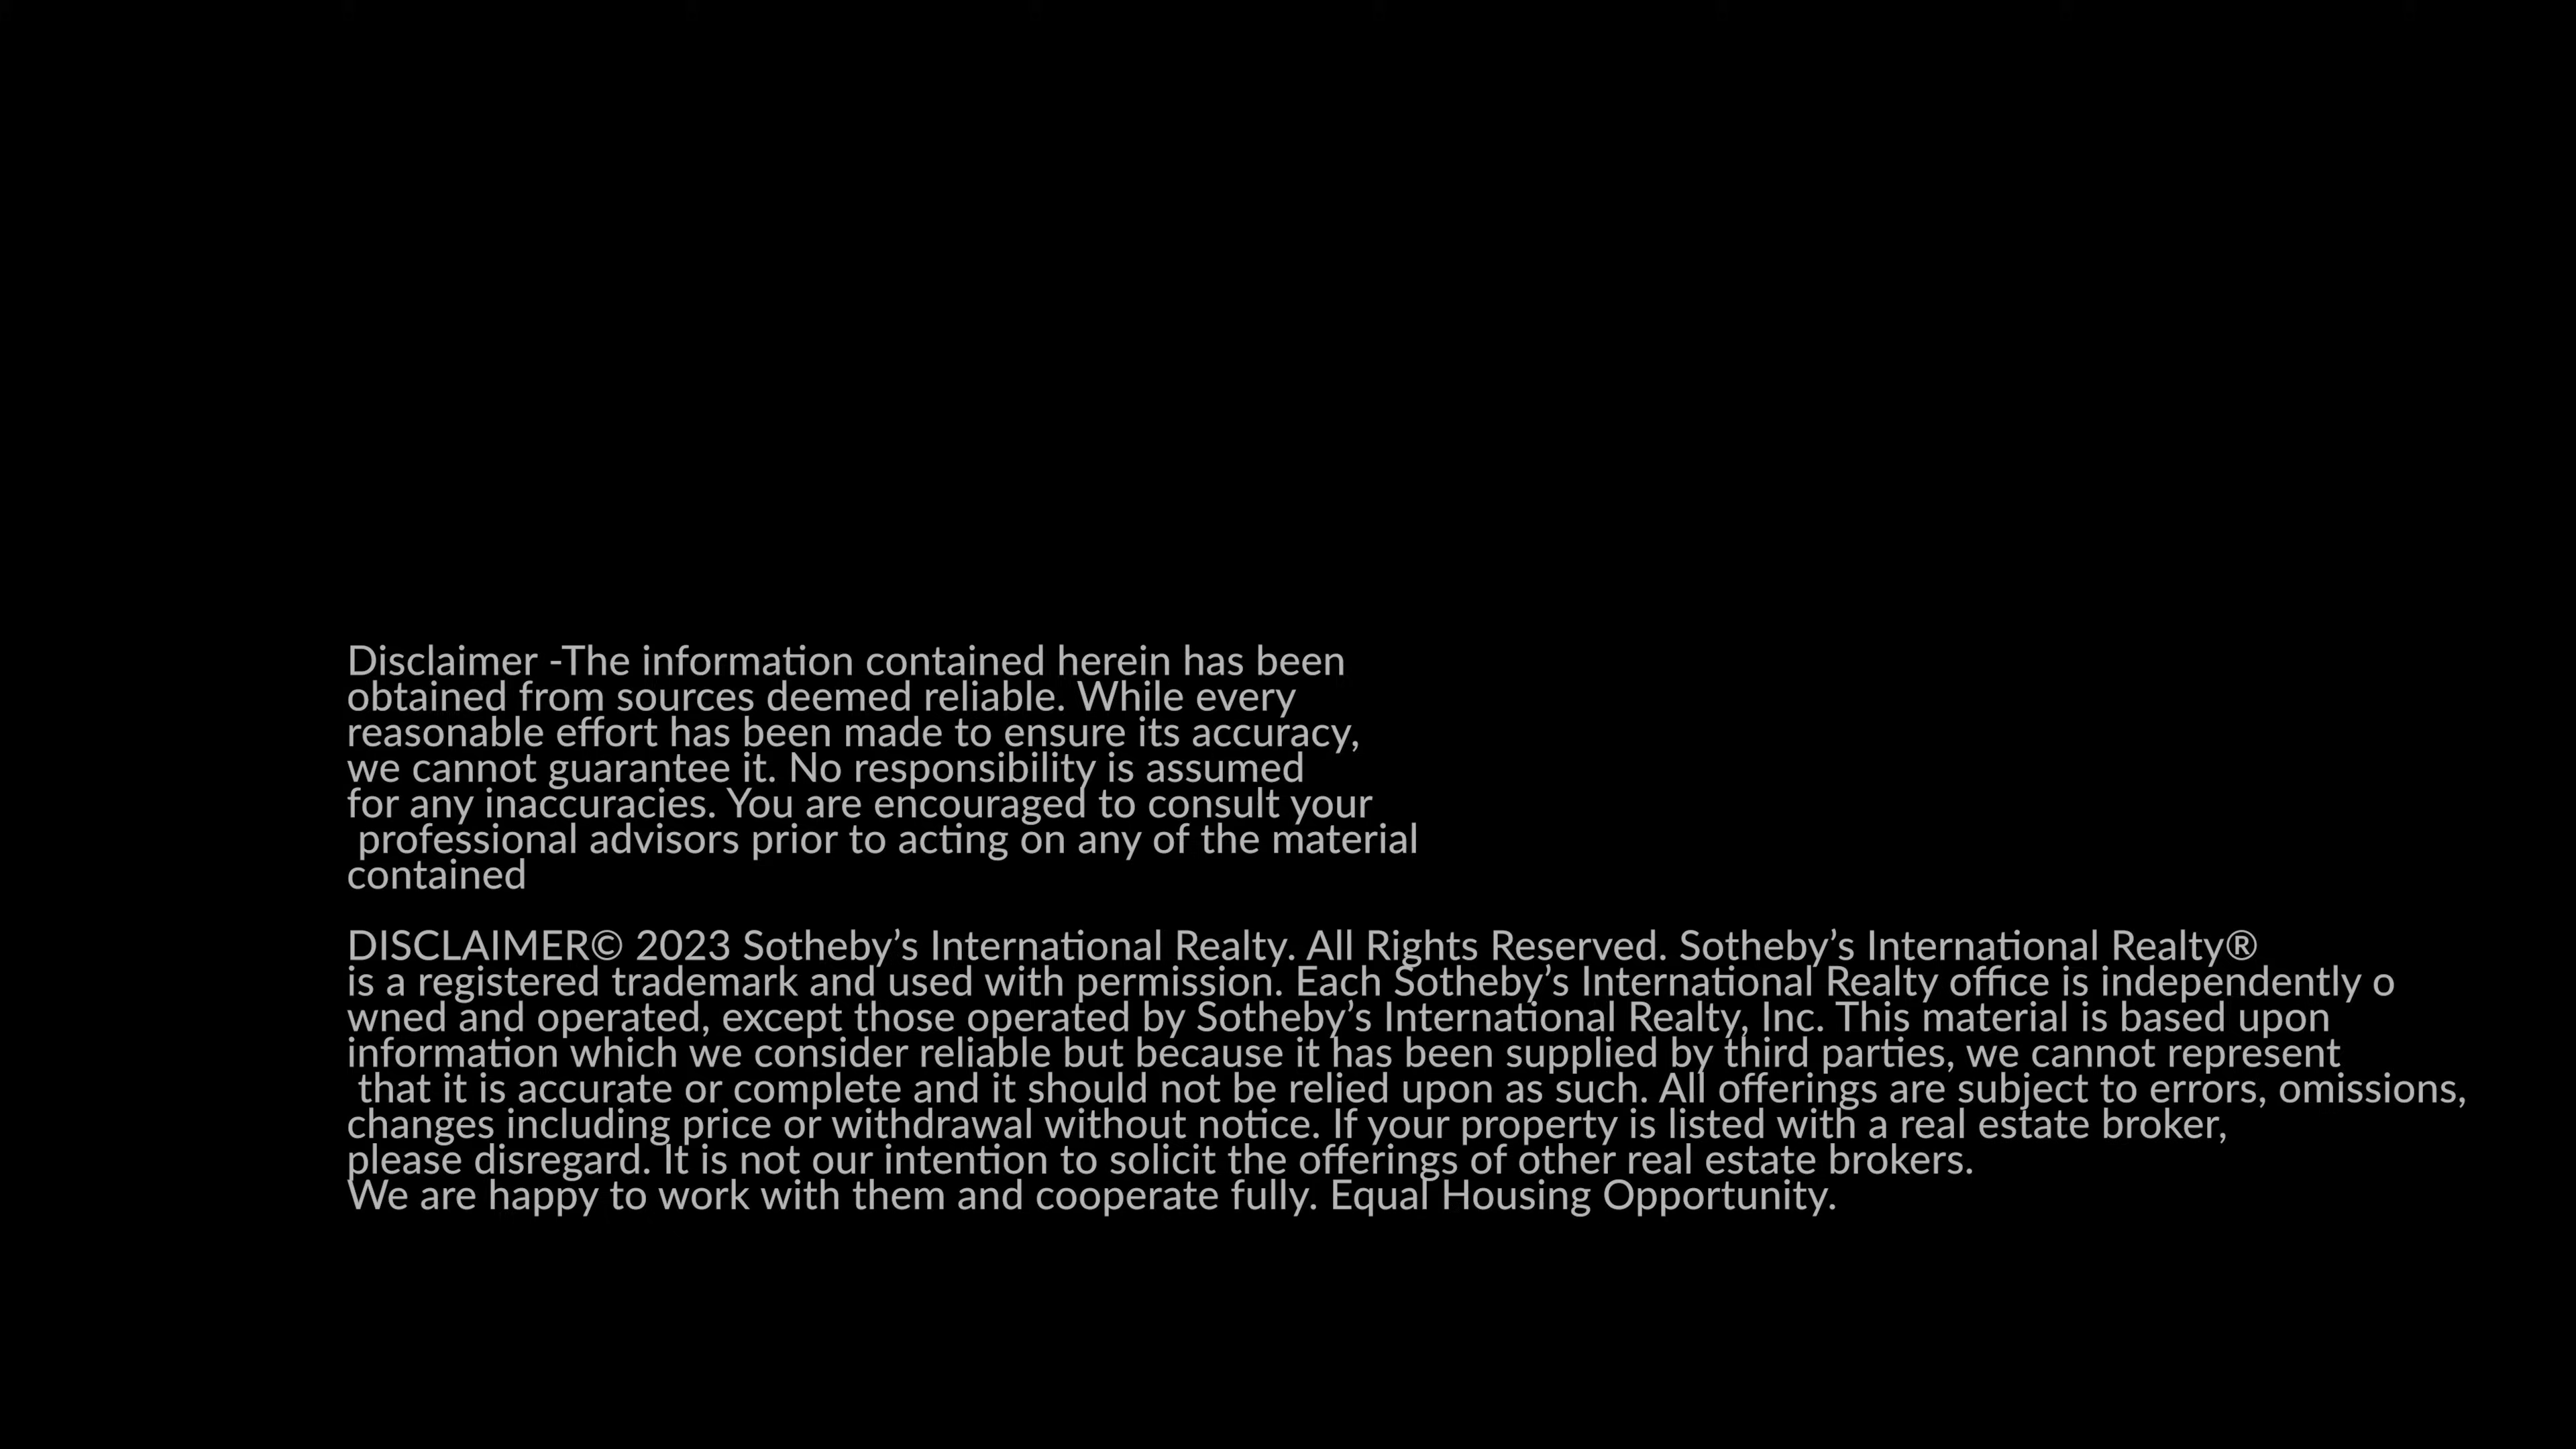 Disclaimer -The information contained herein has been
obtained from sources deemed reliable. While every
reasonable effort has been made to ensure its accuracy,
we cannot guarantee it. No responsibility is assumed
for any inaccuracies. You are encouraged to consult your
professional advisors prior to acting on any of the material
contained
DISCLAIMER© 2023 Sotheby’s International Realty. All Rights Reserved. Sotheby’s International Realty®
is a registered trademark and used with permission. Each Sotheby’s International Realty office is independently o
wned and operated, except those operated by Sotheby’s International Realty, Inc. This material is based upon
information which we consider reliable but because it has been supplied by third parties, we cannot represent
that it is accurate or complete and it should not be relied upon as such. All offerings are subject to errors, omissions,
changes including price or withdrawal without notice. If your property is listed with a real estate broker,
please disregard. It is not our intention to solicit the offerings of other real estate brokers.
We are happy to work with them and cooperate fully. Equal Housing Opportunity.